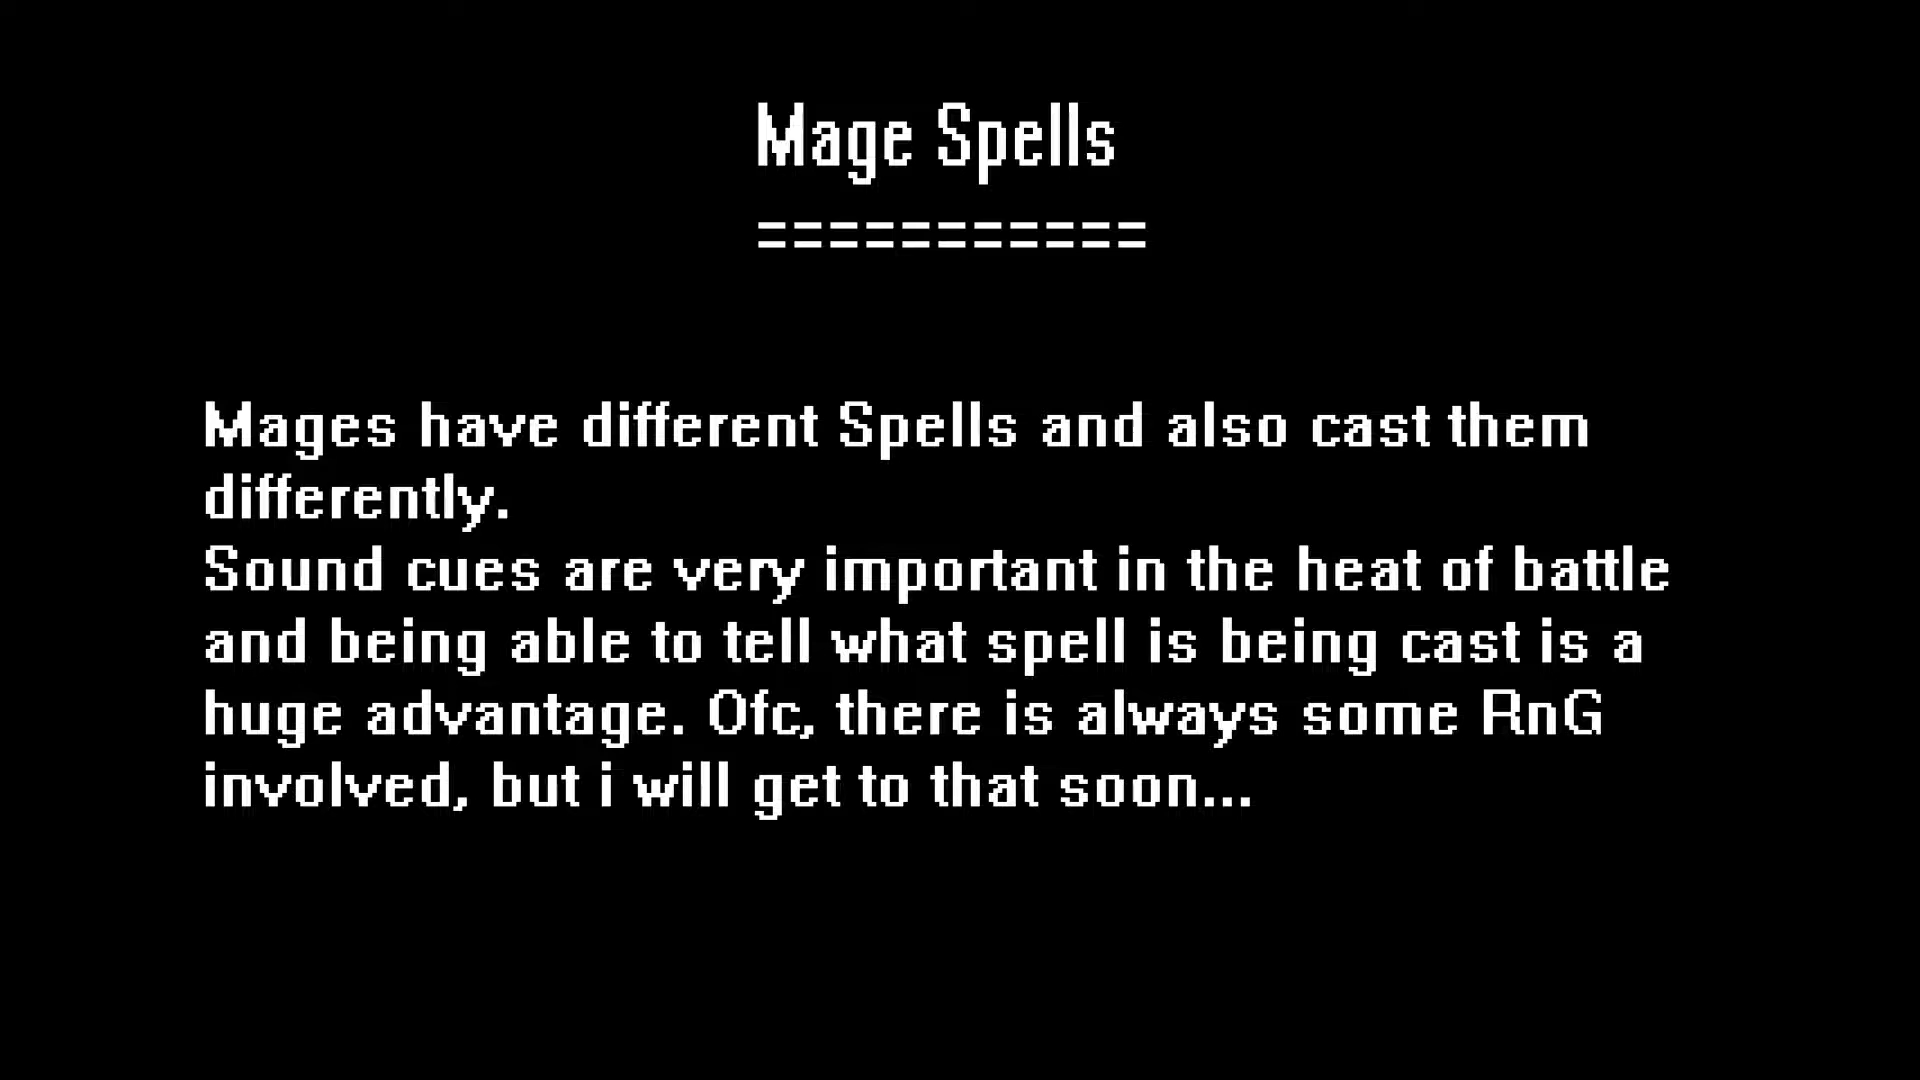 Mage Spells
===========
Mages have different Spells and also cast them
differently.
Sound cues are very important in the heat of battle
and being able to tell what spell is being cast is a
huge advantage. Ofc, there is always some RnG
involved, but i will get to that soon...